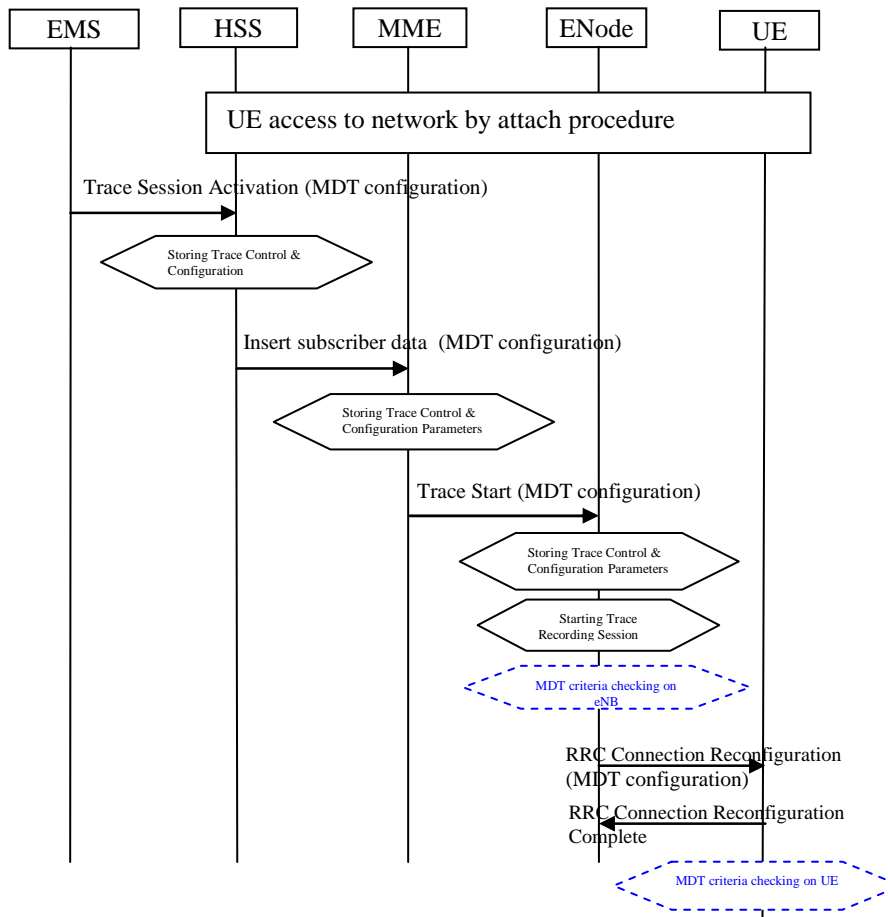 EMS HSS MME ENode UE
UE access to network by attach procedure
Trace Session Activation (MDT configuration)
Storing Trace Control &
Configuration
Insert subscriber data (MDT configuration)
Storing Trace Control &
Configuration Parameters
Trace Start (MDT configuration)
Storing Trace Control &
Configuration Parameters
Starting Trace
Recording Session
MDT criteria checking on
eNB
RRC Connection Reconfiguration
(MDT configuration)
RRC Connection Reconfiguration
Complete
MDT criteria checking on UE